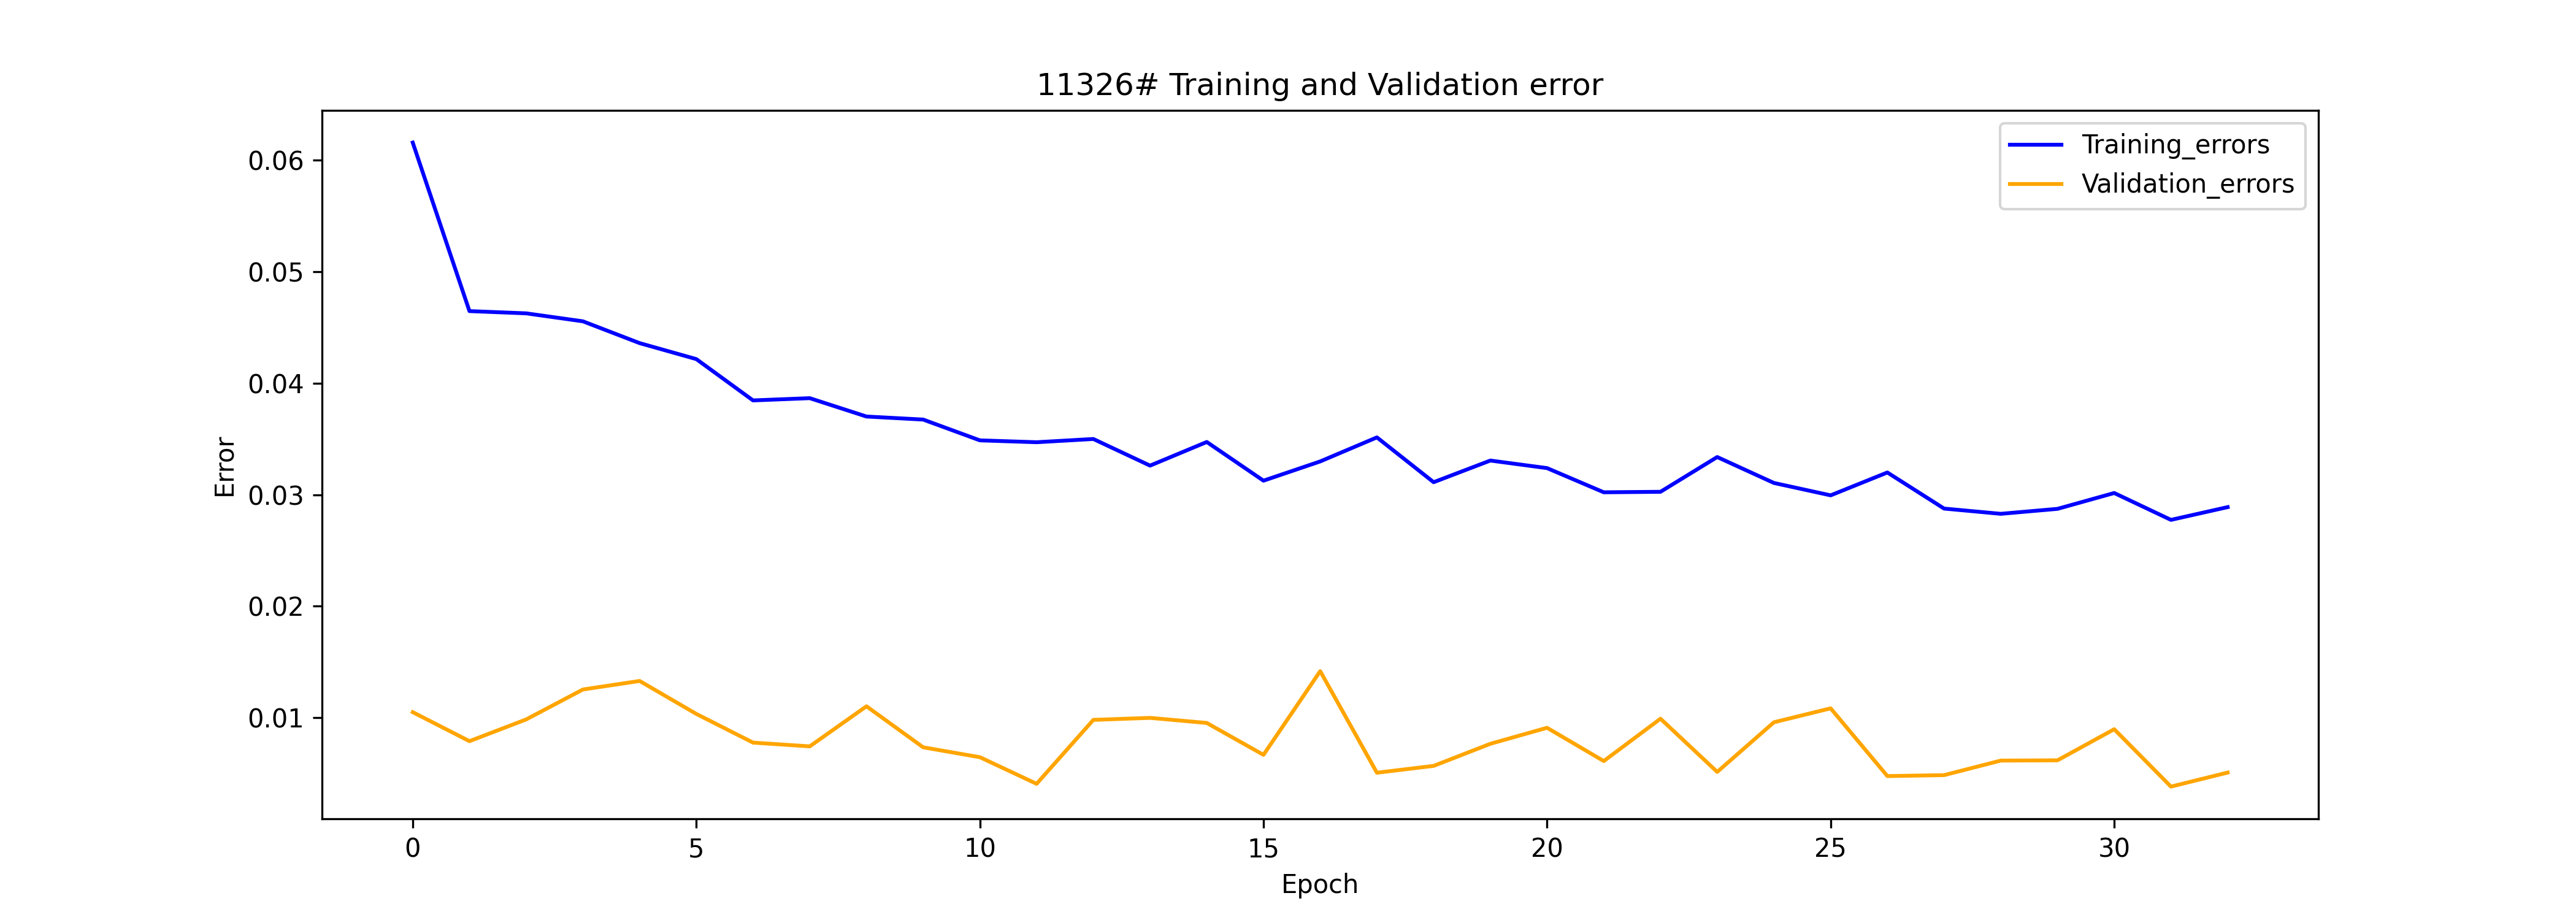 11326# Training and Validation error
Training_errors
Validation_errors
0.06
0.05
0.04
0.03
0.02
0.01
Error
0 5 10 15 20 25 30
Epoch